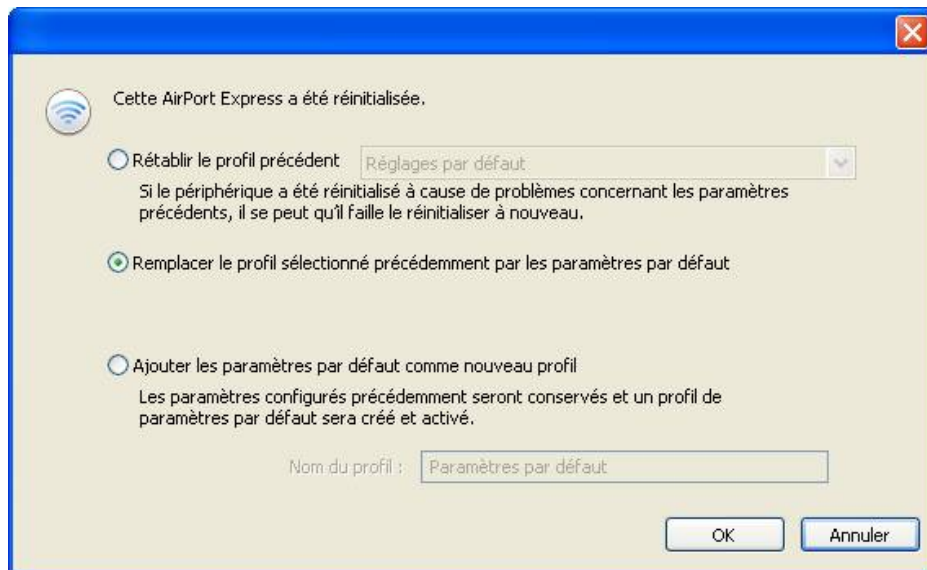 Cette AirPort Express a été réinitialisée.
Rétablir le profil précédent Réglages par défaut
Si le périphérique a été réinitialisé à cause de problèmes concernant les paramètres
précédents, il se peut qu'il faille le réinitialiser à nouveau.
Remplacer le profil sélectionné précédemment par les paramètres par défaut
Ajouter les paramètres par défaut comme nouveau profil
Les paramètres configurés précédemment seront conservés et un profil de
paramètres par défaut sera créé et activé.
Nom du profil : Paramètres par défaut
OK Annuler